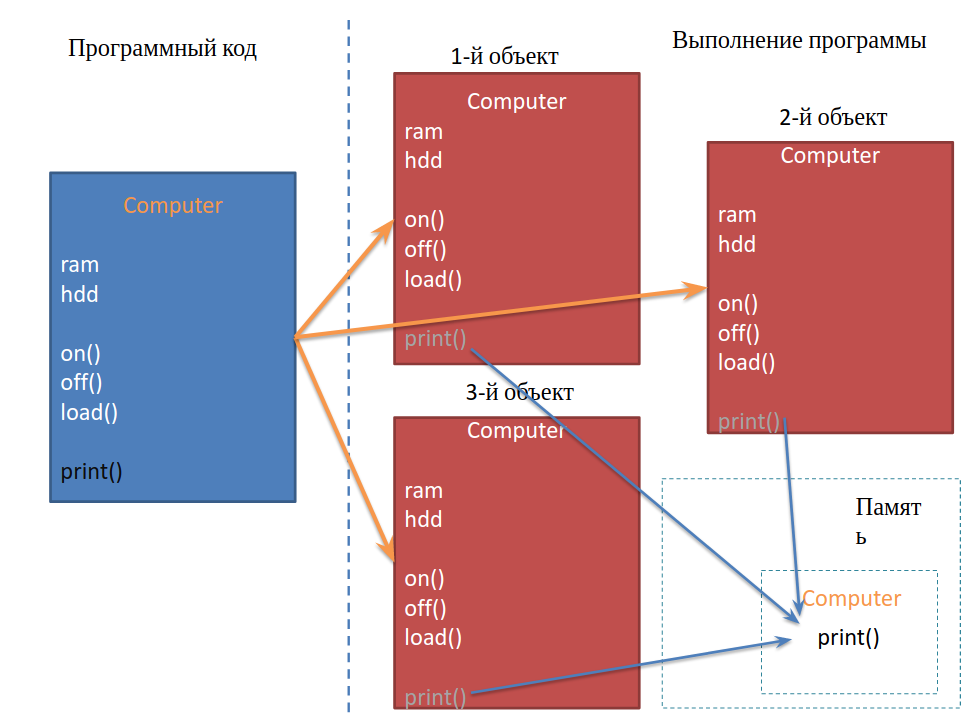 Программный код
Выполнение программы
Computer
ram
hdd
on()
off()
load()
print()
1-й объект
Computer
ram
hdd
on()
off()
load()
print()
2-й объект
Computer
ram
hdd
on()
off()
load()
print()
3-й объект
Computer
ram
hdd
on()
off()
load()
print()
Памят
ь
Computer
print()